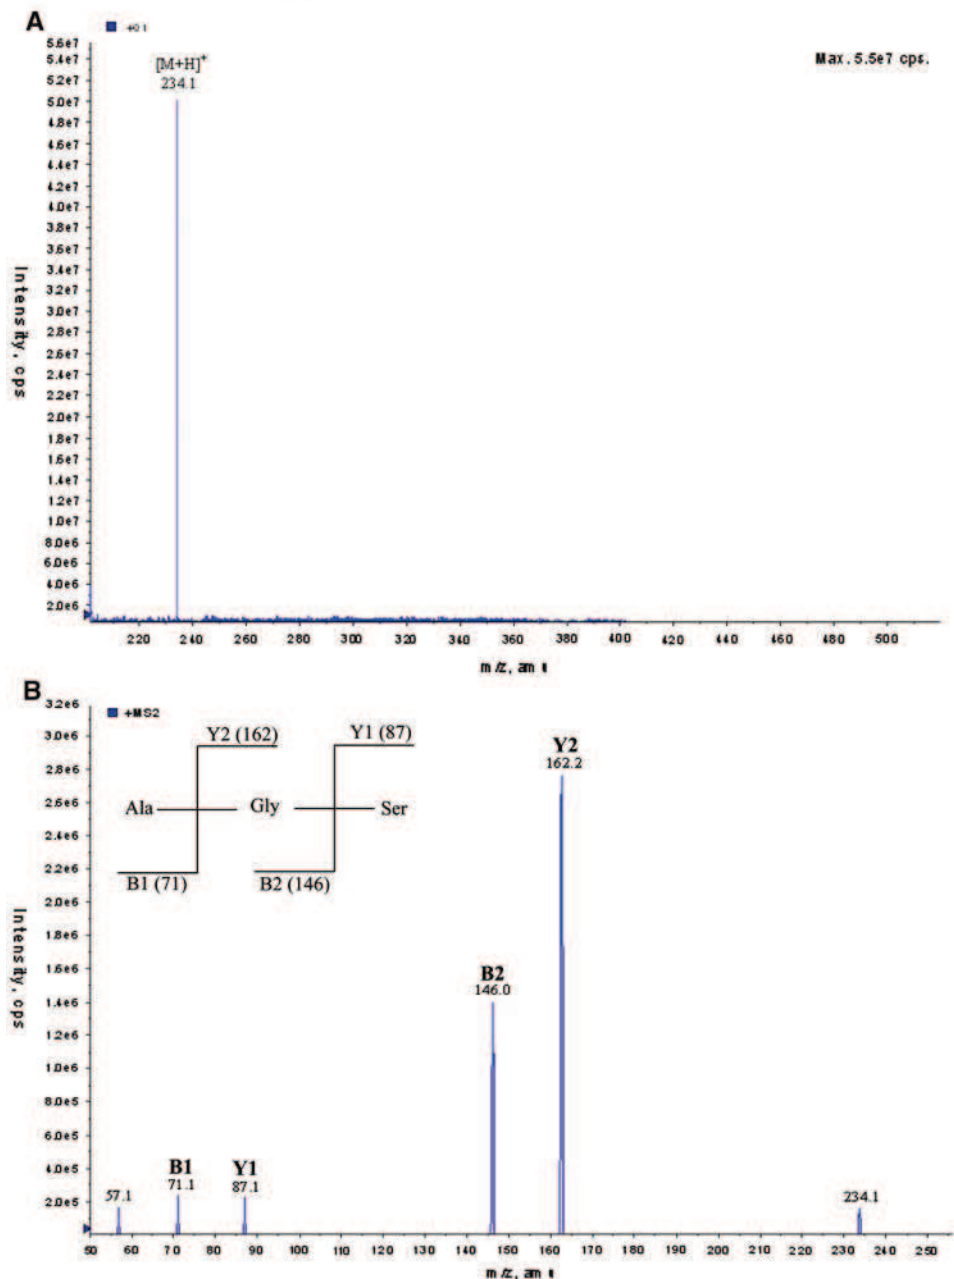 A
+Q1
Max. 5.5e7 cps.
[M+H]+
234.1
5.6e7
5.4e7
5.2e7
5.0e7
4.8e7
4.6e7
4.4e7
4.2e7
4.0e7
3.8e7
3.6e7
3.4e7
3.2e7
3.0e7
2.8e7
2.6e7
2.4e7
2.2e7
2.0e7
1.8e7
1.6e7
1.4e7
1.2e7
1.0e7
8.0e6
6.0e6
4.0e6
2.0e6
Intensity, cps
220 240 260 280 300 320 340 360 380 400 420 440 460 480 500
m/z, amu
B
+MS2
3.2e6
3.0e6
2.8e6
2.6e6
2.4e6
2.2e6
2.0e6
1.8e6
1.6e6
1.4e6
1.2e6
1.0e6
8.0e5
6.0e5
4.0e5
2.0e5
Intensity, cps
Y2 (162)
Y1 (87)
Ala
Gly
Ser
B1 (71)
B2 (146)
Y2
162.2
B2
146.0
57.1
B1
71.1
Y1
87.1
234.1
50 60 70 80 90 100 110 120 130 140 150 160 170 180 190 200 210 220 230 240 250
m/z, amu